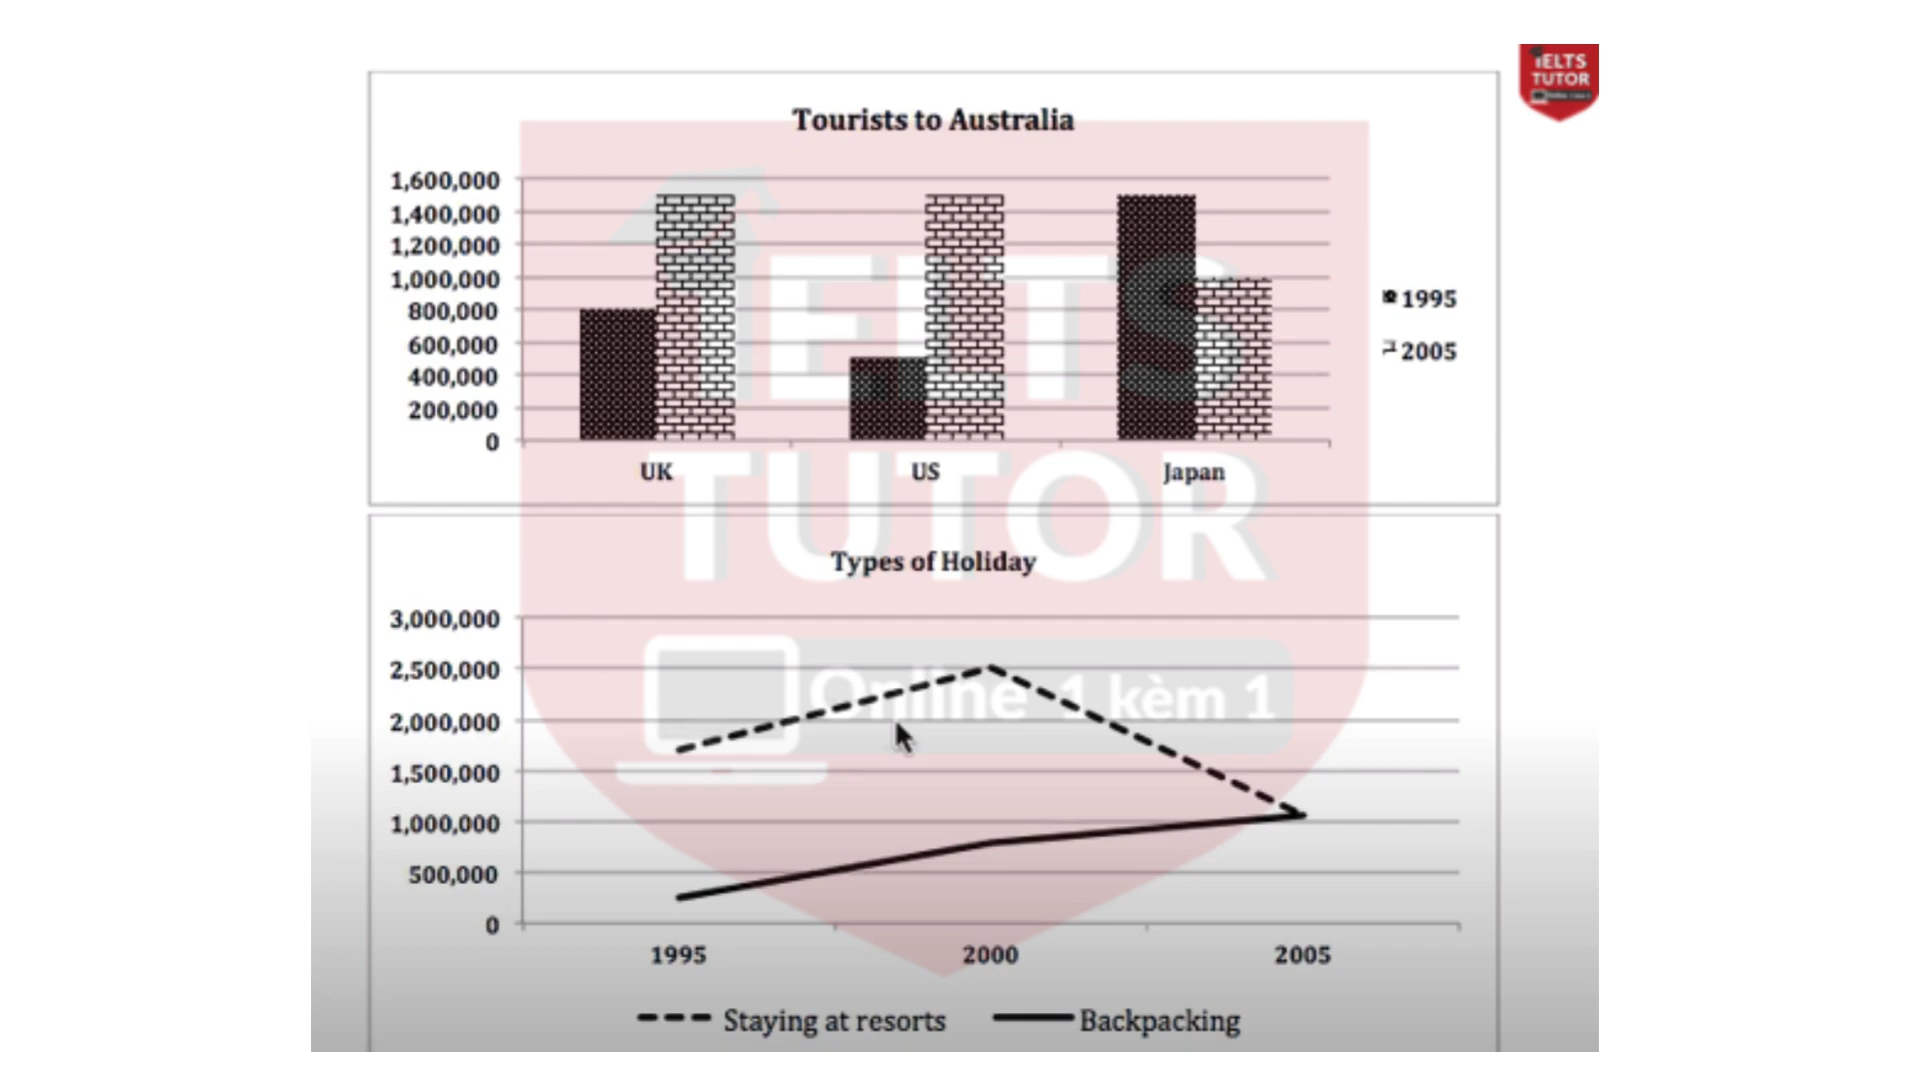 IELTS
TUTOR
Tourists to Australia
1,600,000
1,400,000
1,200,000
1,000,000
800,000
600,000
400,000
200,000
0
UK US Japan
1995
2005
IELTS
TUTOR
Online 1 kèm 1
Types of Holiday
3,000,000
2,500,000
2,000,000
1,500,000
1,000,000
500,000
0
1995 2000 2005
Staying at resorts Backpacking